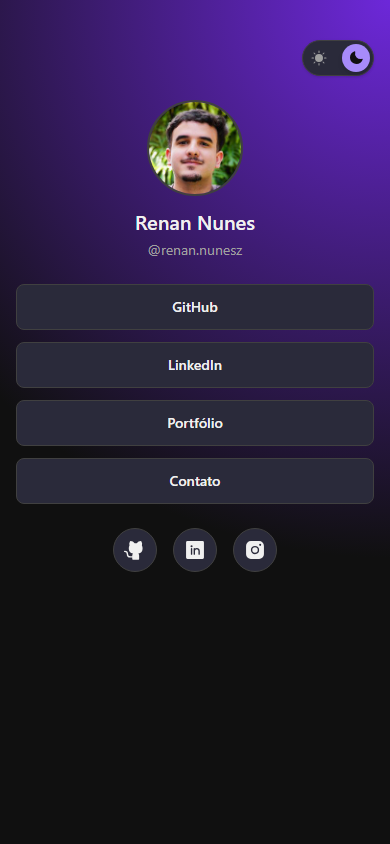 Renan Nunes
@renan.nunesz
GitHub
LinkedIn
Portfólio
Contato